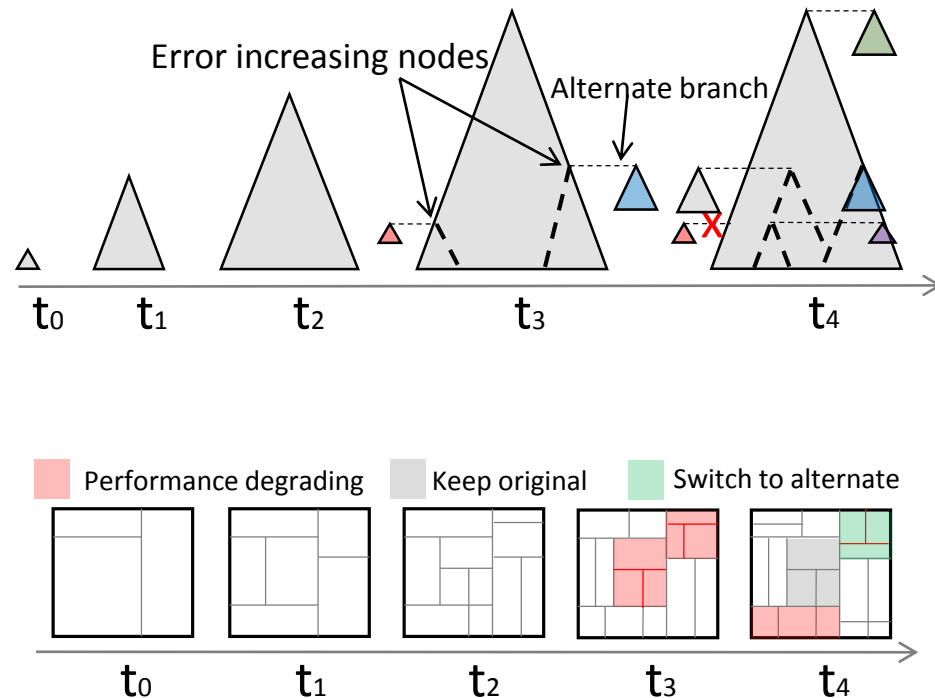 Error increasing nodes
Alternate branch
X
t0 t1 t2 t3 t4
Performance degrading Keep original Switch to alternate
t0 t1 t2 t3 t4